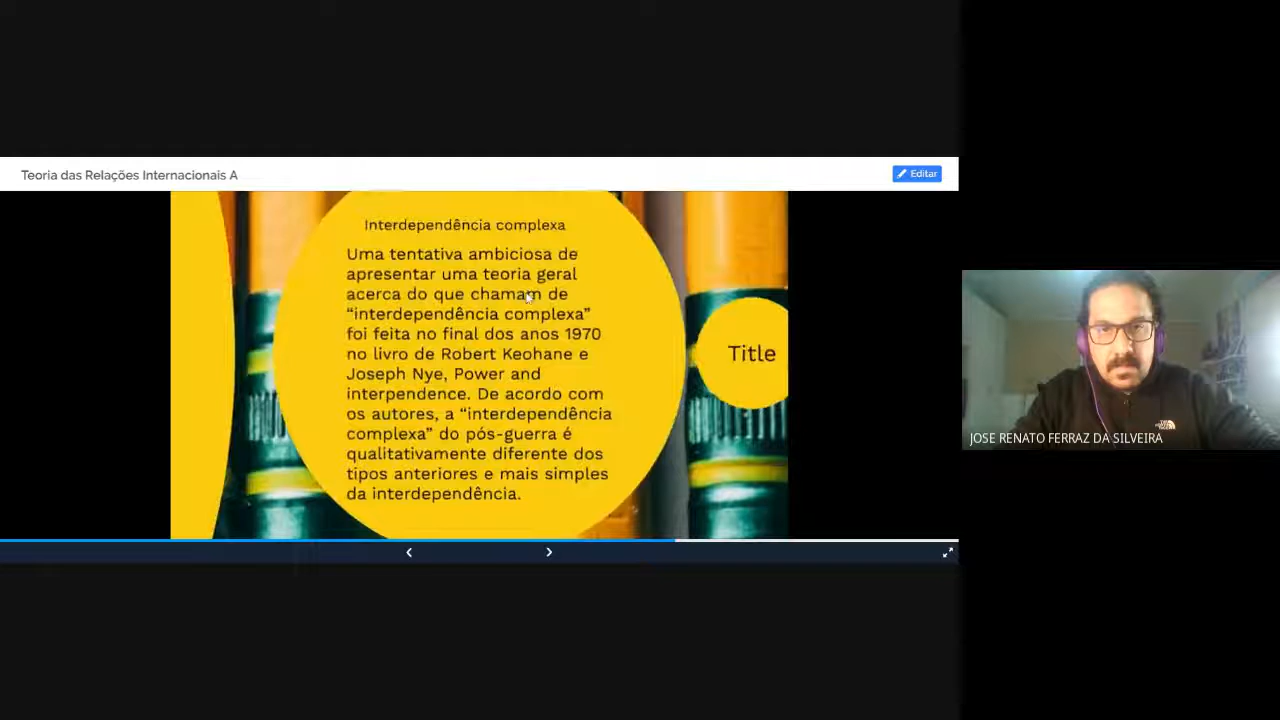 Teoria das Relações Internacionais A
Editar
Interdependência complexa
Uma tentativa ambiciosa de
apresentar uma teoria geral
acerca do que chamam de
“interdependência complexa”
foi feita no final dos anos 1970
no livro de Robert Keohane e
Joseph Nye, Power and
interpendence. De acordo com
os autores, a “interdependência
complexa” do pós-guerra é
qualitativamente diferente dos
tipos anteriores e mais simples
da interdependência.
Title
THE NORTH FACE
JOSE RENATO FERRAZ DA SILVEIRA